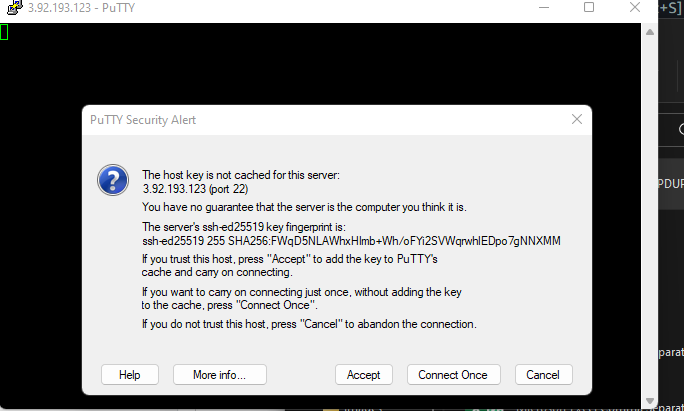 3.92.193.123 - PuTTY
+S]
PuTTY Security Alert
The host key is not cached for this server:
3.92.193.123 (port 22)
You have no guarantee that the server is the computer you think it is.
The server's ssh-ed25519 key fingerprint is:
ssh-ed25519 255 SHA256:FWqD5NLAWhxHlmb+Wh/oFYi2SVWqrwhlEDpo7gNNXMM
If you trust this host, press "Accept" to add the key to PuTTY's
cache and carry on connecting.
If you want to carry on connecting just once, without adding the key
to the cache, press "Connect Once".
If you do not trust this host, press "Cancel" to abandon the connection.
Help
More info...
Accept
Connect Once
Cancel
PDUP
parat